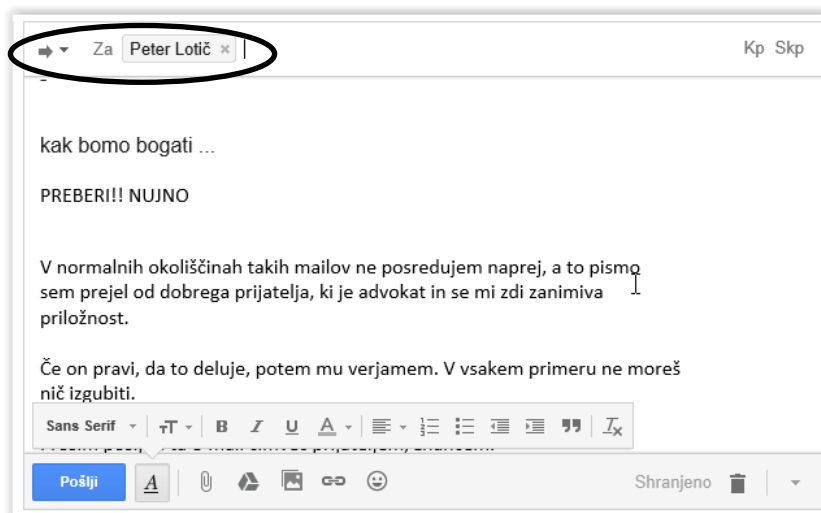 Za Peter Lotič × Kp Skp
kak bomo bogati ...
PREBERI!! NUJNO
V normalnih okoliščinah takih mailov ne posredujem naprej, a to pismo
sem prejel od dobrega prijatelja, ki je advokat in se mi zdi zanimiva
priložnost.
Če on pravi, da to deluje, potem mu verjamem. V vsakem primeru ne moreš
nič izgubiti.
Sans Serif
Pošlji Shranjeno